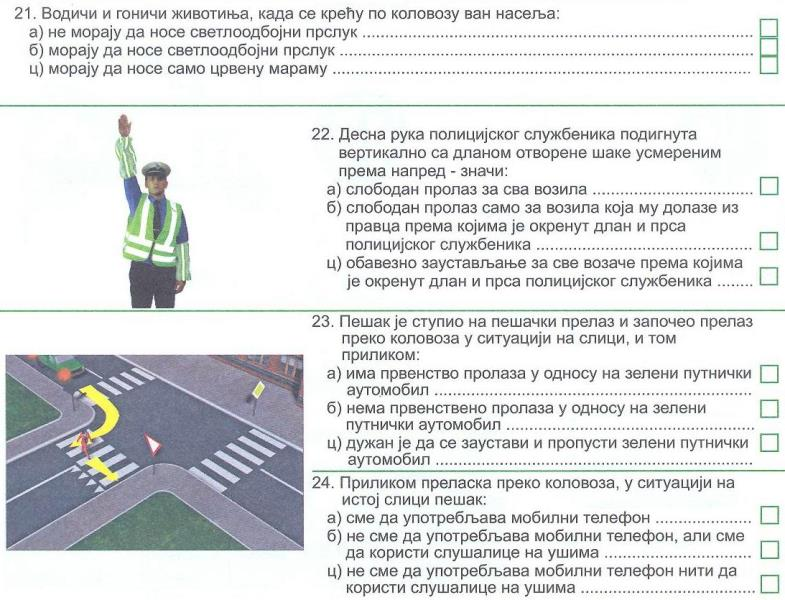 21. Водичи и гоничи животиња, када се крећу по коловозу ван насеља:
а) не морају да носе светлоодбојни прслук
б) морају да носе светлоодбојни прслук
ц) морају да носе само црвену мараму
22. Десна рука полицијског службеника подигнута
вертикално са дланом отворене шаке усмереним
према напред - значи:
а) слободан пролаз за сва возила
б) слободан пролаз само за возила која му долазе из
правца према којима је окренут длан и прса
полицијског службеника
ц) обавезно заустављање за све возаче према којима
је окренут длан и прса полицијског службеника
23. Пешак је ступио на пешачки прелаз и започео прелаз
преко коловоза у ситуацији на слици, и том
приликом:
а) има првенство пролаза у односу на зелени путнички
аутомобил
б) нема првенствено пролаза у односу на зелени
путнички аутомобил
ц) дужан је да се заустави и пропусти зелени путнички
аутомобил
24. Приликом преласка преко коловоза, у ситуацији на
истој слици пешак:
а) сме да употребљава мобилни телефон
б) не сме да употребљава мобилни телефон, али сме
да користи слушалице на ушима
ц) не сме да употребљава мобилни телефон нити да
користи слушалице на ушима